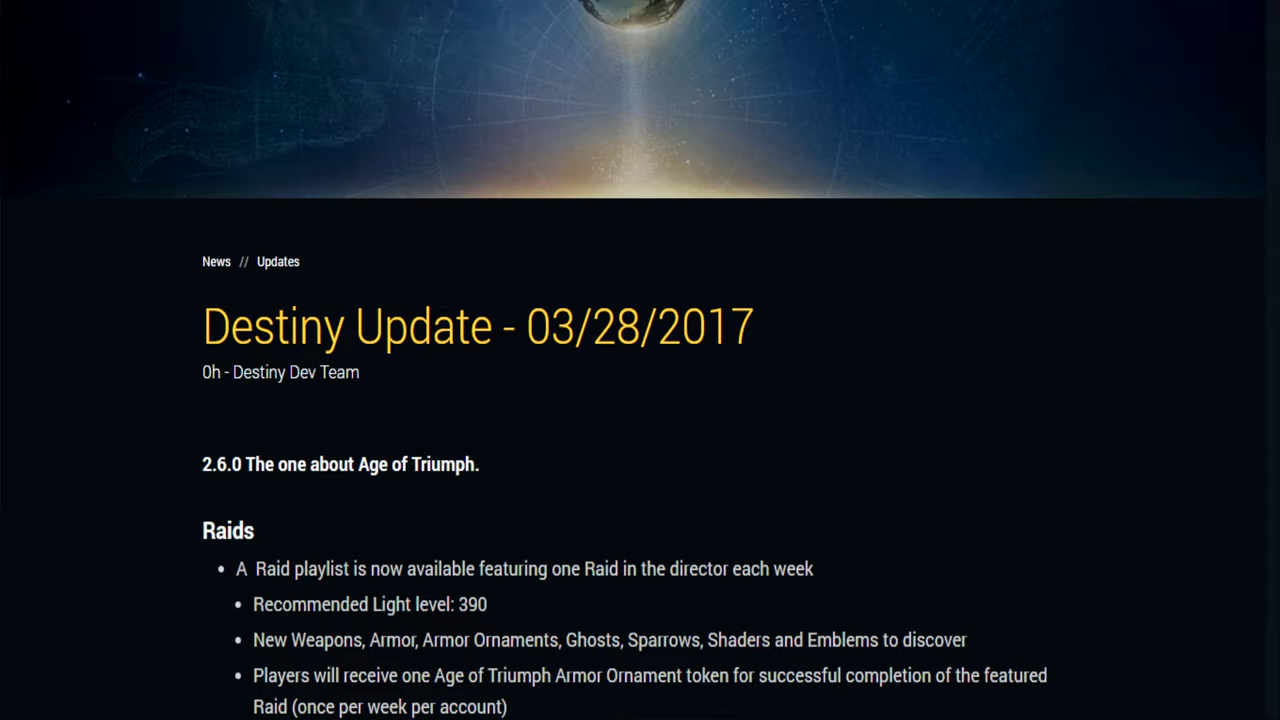 News // Updates
Destiny Update - 03/28/2017
0h - Destiny Dev Team
2.6.0 The one about Age of Triumph.
Raids
• A Raid playlist is now available featuring one Raid in the director each week
• Recommended Light level: 390
• New Weapons, Armor, Armor Ornaments, Ghosts, Sparrows, Shaders and Emblems to discover
• Players will receive one Age of Triumph Armor Ornament token for successful completion of the featured
Raid (once per week per account)